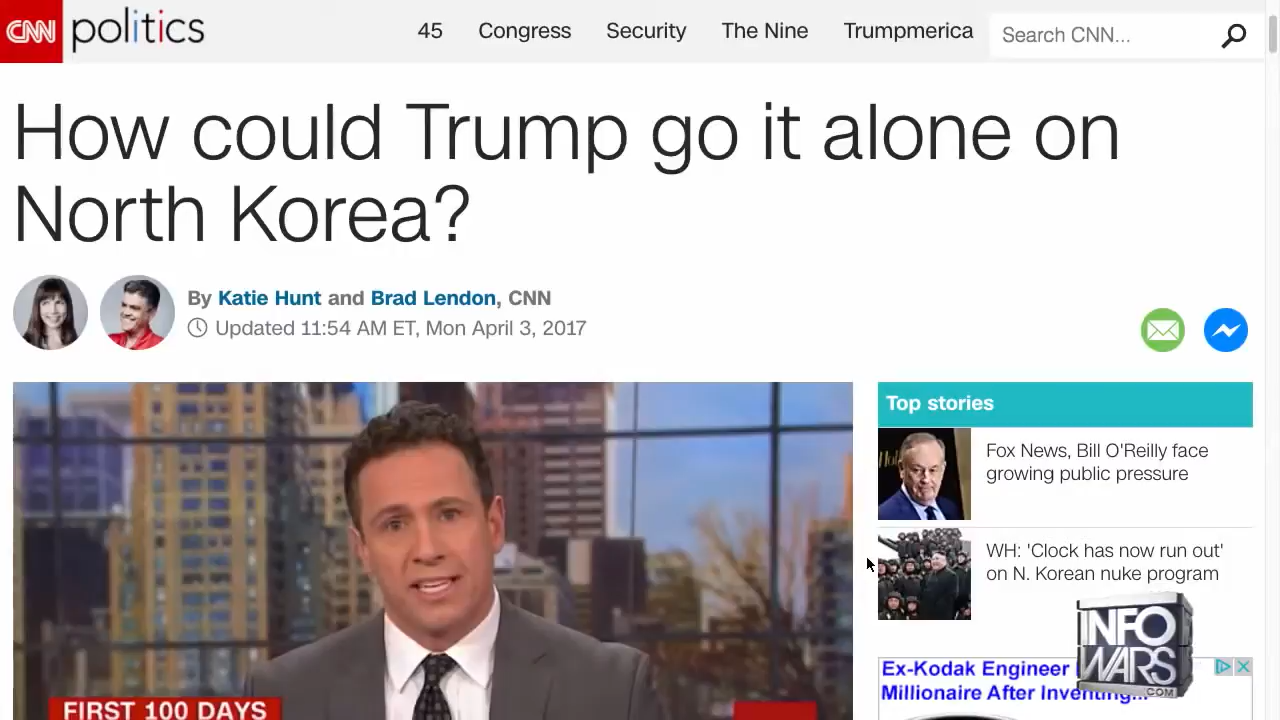 CNN politics 45 Congress Security The Nine Trumpmerica Search CNN...
How could Trump go it alone on
North Korea?
By Katie Hunt and Brad Lendon, CNN
Updated 11:54 AM ET, Mon April 3, 2017
Top stories
Fox News, Bill O'Reilly face
growing public pressure
WH: 'Clock has now run out'
on N. Korean nuke program
Ex-Kodak Engineer
Millionaire After Inventing...
INFO
WARS
.COM
FIRST 100 DAYS